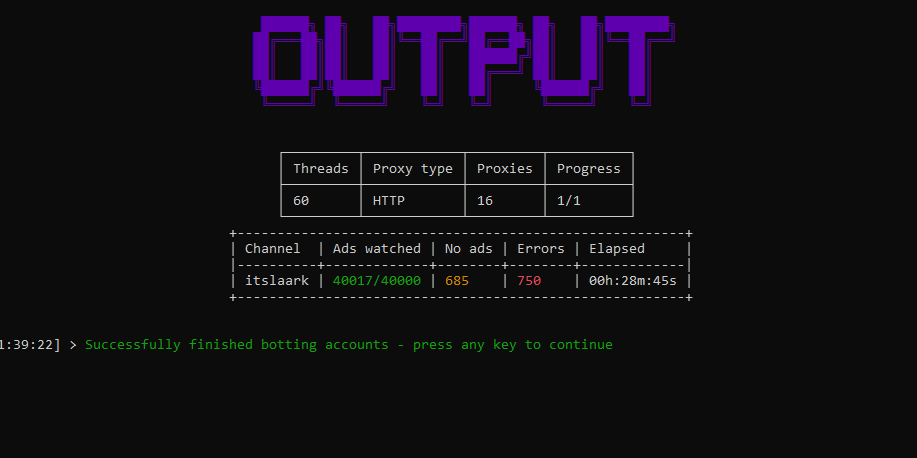 OUTPUT
Threads Proxy type Proxies Progress
60 HTTP 16 1/1
Channel Ads watched No ads Errors Elapsed
itslaark 40017/40000 685 750 00h:28m:45s
1:39:22] > Successfully finished botting accounts - press any key to continue